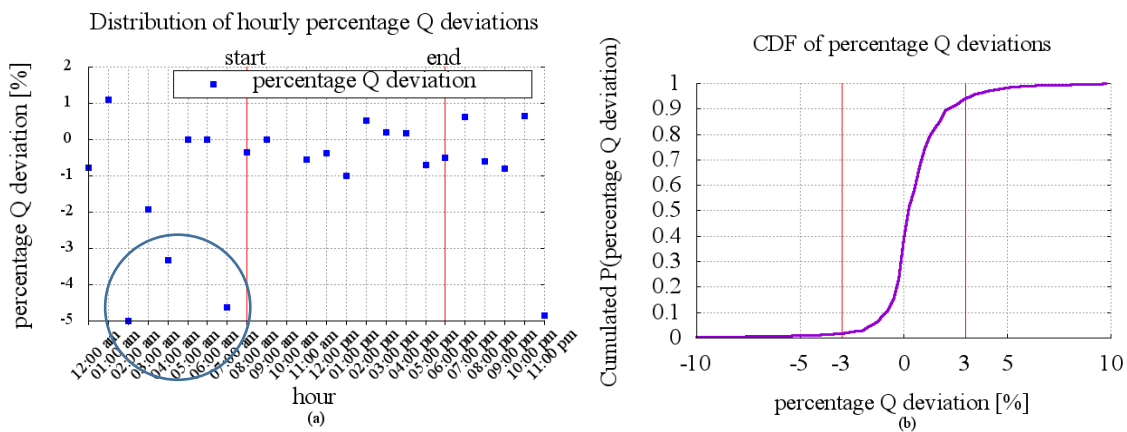 Distribution of hourly percentage Q deviations
start
end
percentage Q deviation
percentage Q deviation [%]
2
1
0
-1
-2
-3
-4
-5
12:00 am
01:00 am
02:00 am
03:00 am
04:00 am
05:00 am
06:00 am
07:00 am
08:00 am
09:00 am
10:00 am
11:00 am
12:00 pm
01:00 pm
02:00 pm
03:00 pm
04:00 pm
05:00 pm
06:00 pm
07:00 pm
08:00 pm
09:00 pm
10:00 pm
11:00 pm
hour
(a)
CDF of percentage Q deviations
Cumulated P(percentage Q deviation)
1
0.9
0.8
0.7
0.6
0.5
0.4
0.3
0.2
0.1
0
-10
-5
-3
0
3
5
10
percentage Q deviation [%]
(b)